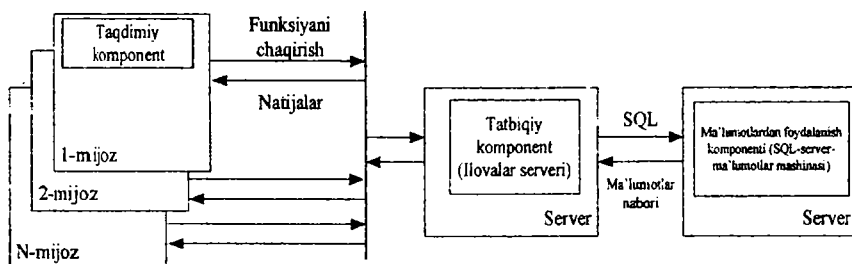 Taqdimiy
komponent
1-mijoz
2-mijoz
N-mijoz
Funksiyani
chaqirish
Natijalar
Tatbiqiy
komponent
(Ilovalar serveri)
Server
SQL
Ma`lumotlar
nabori
Ma`lumotlardan foydalanish
komponenti (SQL-server-
ma`lumotlar mashinasi)
Server